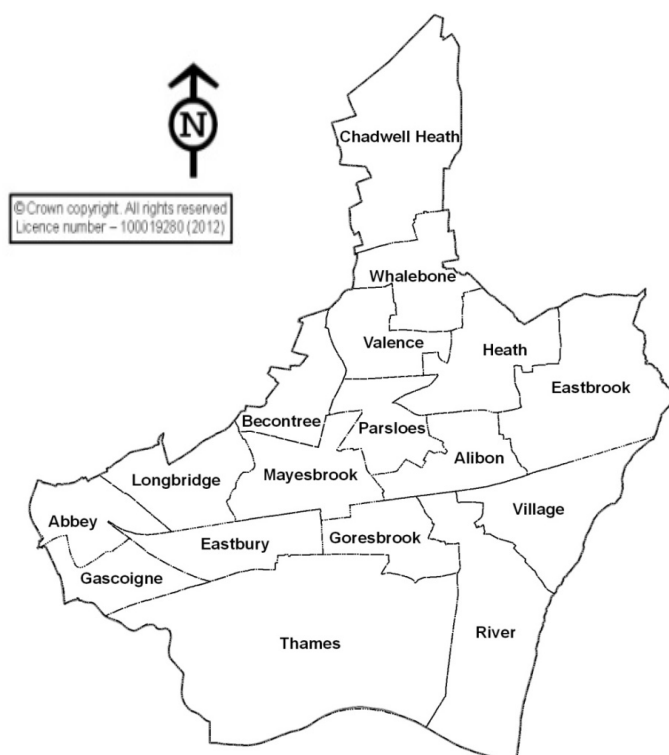 Chadwell Heath
N
© Crown copyright. All rights reserved
Licence number – 100019280 (2012)
Whalebone
Valence
Heath
Eastbrook
Becontree
Parsloes
Alibon
Longbridge
Mayesbrook
Village
Abbey
Eastbury
Goresbrook
Gascoigne
River
Thames